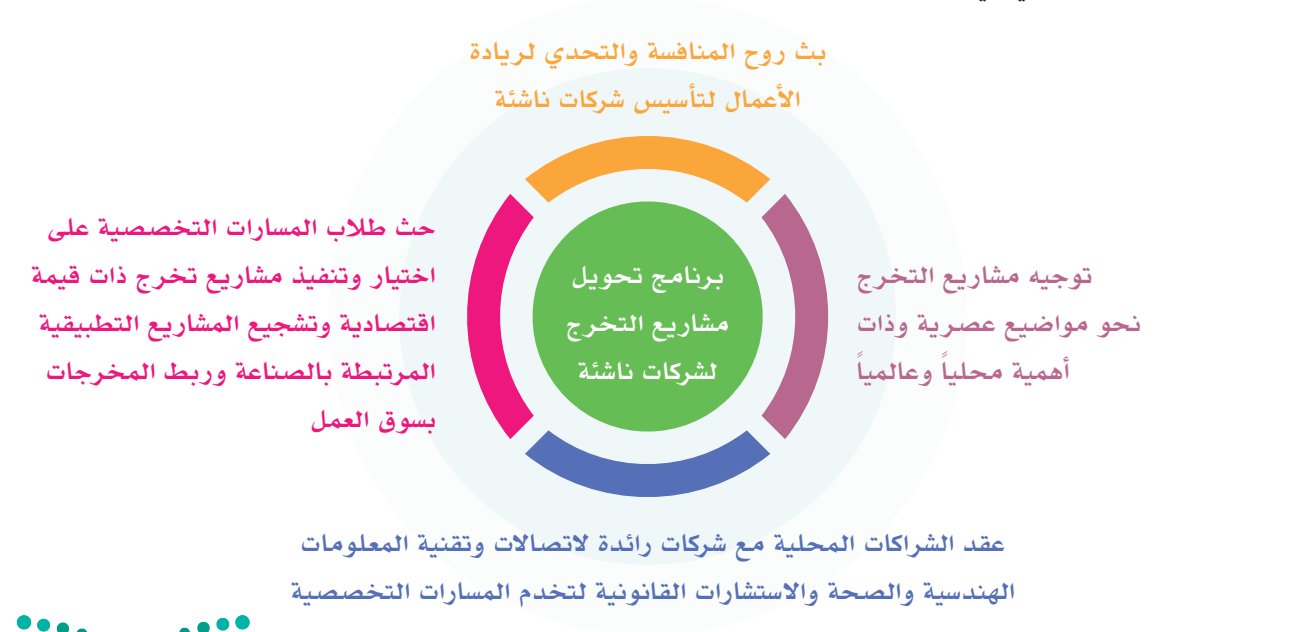 بث روح المنافسة والتحدي لريادة
الأعمال لتأسيس شركات ناشئة
توجيه مشاريع التخرج
نحو مواضيع عصرية وذات
أهمية محلياً وعالمياً
برنامج تحويل
مشاريع التخرج
لشركات ناشئة
حث طلاب المسارات التخصصية على
اختيار وتنفيذ مشاريع تخرج ذات قيمة
اقتصادية وتشجيع المشاريع التطبيقية
المرتبطة بالصناعة وربط المخرجات
بسوق العمل
عقد الشراكات المحلية مع شركات رائدة لاتصالات وتقنية المعلومات
الهندسية والصحة والاستشارات القانونية لتخدم المسارات التخصصية